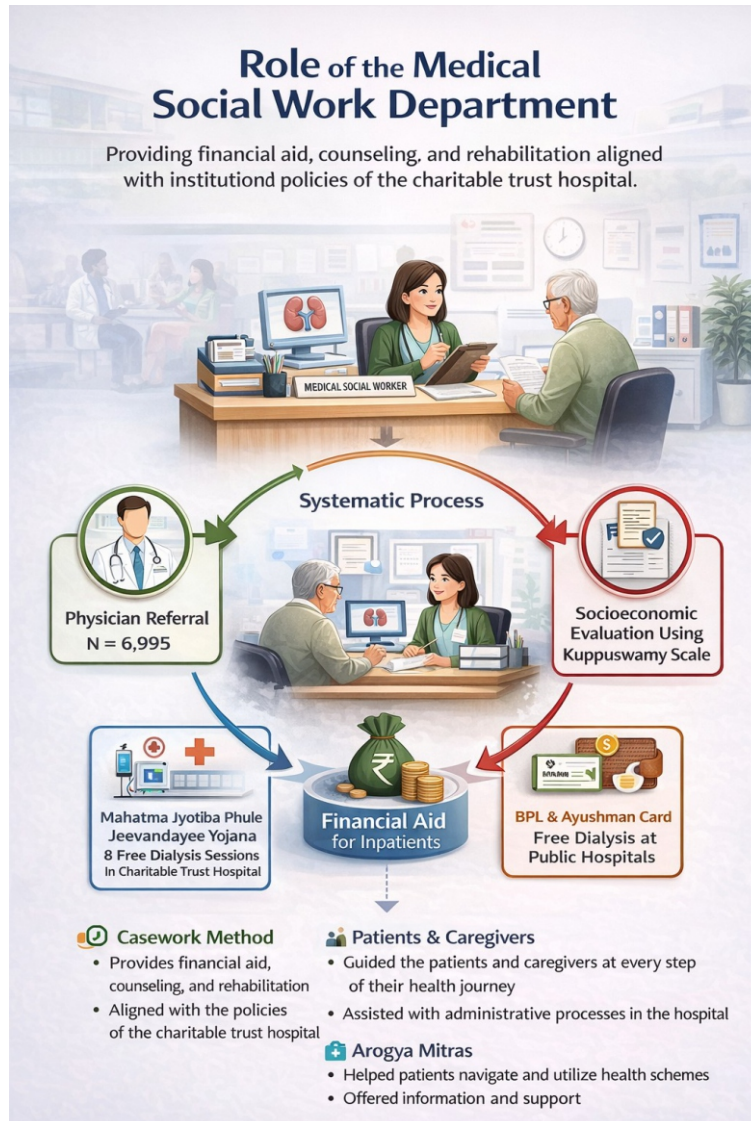 Role of the Medical
Social Work Department
Providing financial aid, counseling, and rehabilitation aligned
with institutiond policies of the charitable trust hospital.
MEDICAL SOCIAL WORKER
Systematic Process
Physician Referral
N = 6,995
Socioeconomic
Evaluation Using
Kuppuswamy Scale
Mahatma Jyotiba Phule
Jeevandayee Yojana
8 Free Dialysis Sessions
In Charitable Trust Hospital
₹
Financial Aid
for Inpatients
$
BPL & Ayushman Card
Free Dialysis at
Public Hospitals
Casework Method
• Provides financial aid,
counseling, and rehabilitation
• Aligned with the policies
of the charitable trust hospital
Patients & Caregivers
• Guided the patients and caregivers at every step
of their health journey
• Assisted with administrative processes in the hospital
Arogya Mitras
• Helped patients navigate and utilize health schemes
• Offered information and support